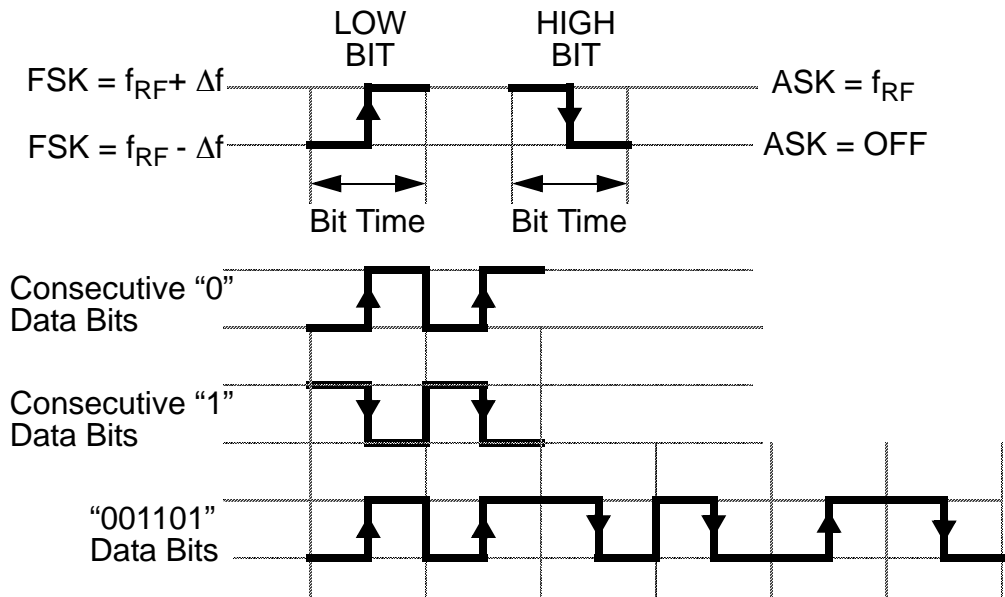 LOW
BIT
HIGH
BIT
FSK = fRF+ Δf
ASK = fRF
FSK = fRF - Δf
ASK = OFF
Bit Time
Bit Time
Consecutive “0”
Data Bits
Consecutive “1”
Data Bits
“001101”
Data Bits